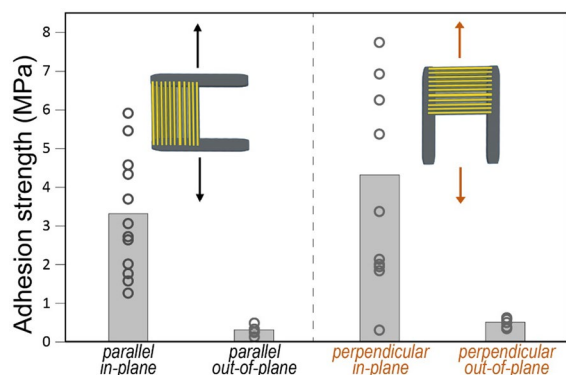 Adhesion strength (MPa)
8
7
6
5
4
3
2
1
0
parallel
in-plane
parallel
out-of-plane
perpendicular
in-plane
perpendicular
out-of-plane